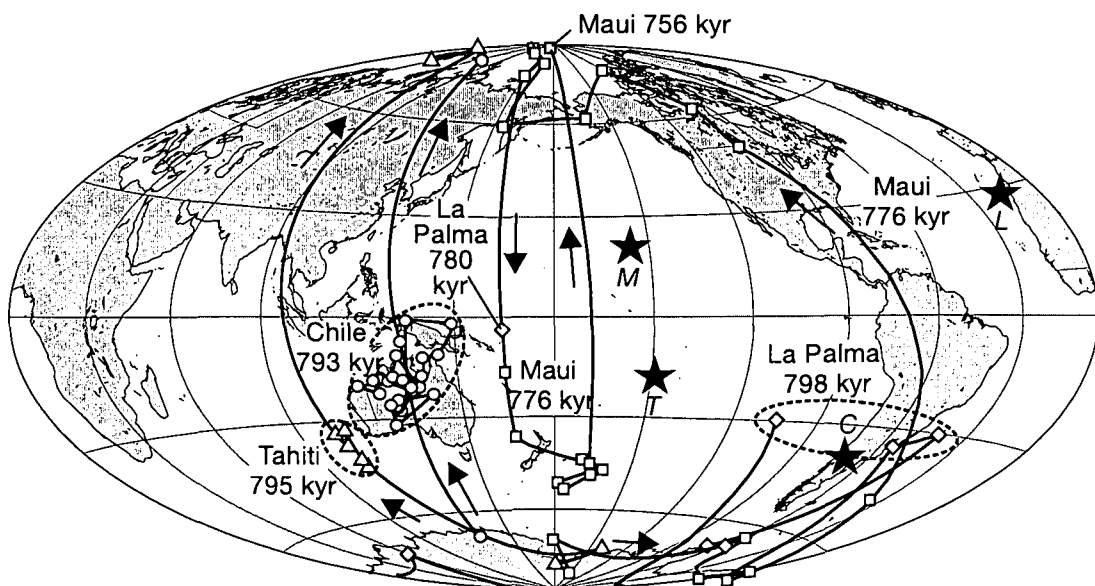 Maui 756 kyr
Maui
776 kyr
L
La
Palma
780
kyr
M
Chile
793 kyr
Maui
776 kyr
T
La Palma
798 kyr
C
Tahiti
795 kyr